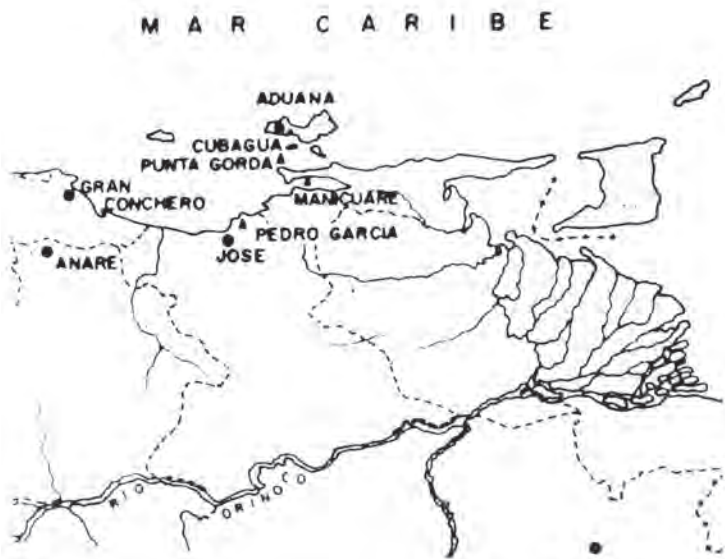 MAR CARIBE
ADUANA
CUBAGUA
PUNTA GORDA
GRAN
CONCHERO
MANICUARE
PEDRO GARCIA
JOSE
ANARE
RIO
ORINOCO